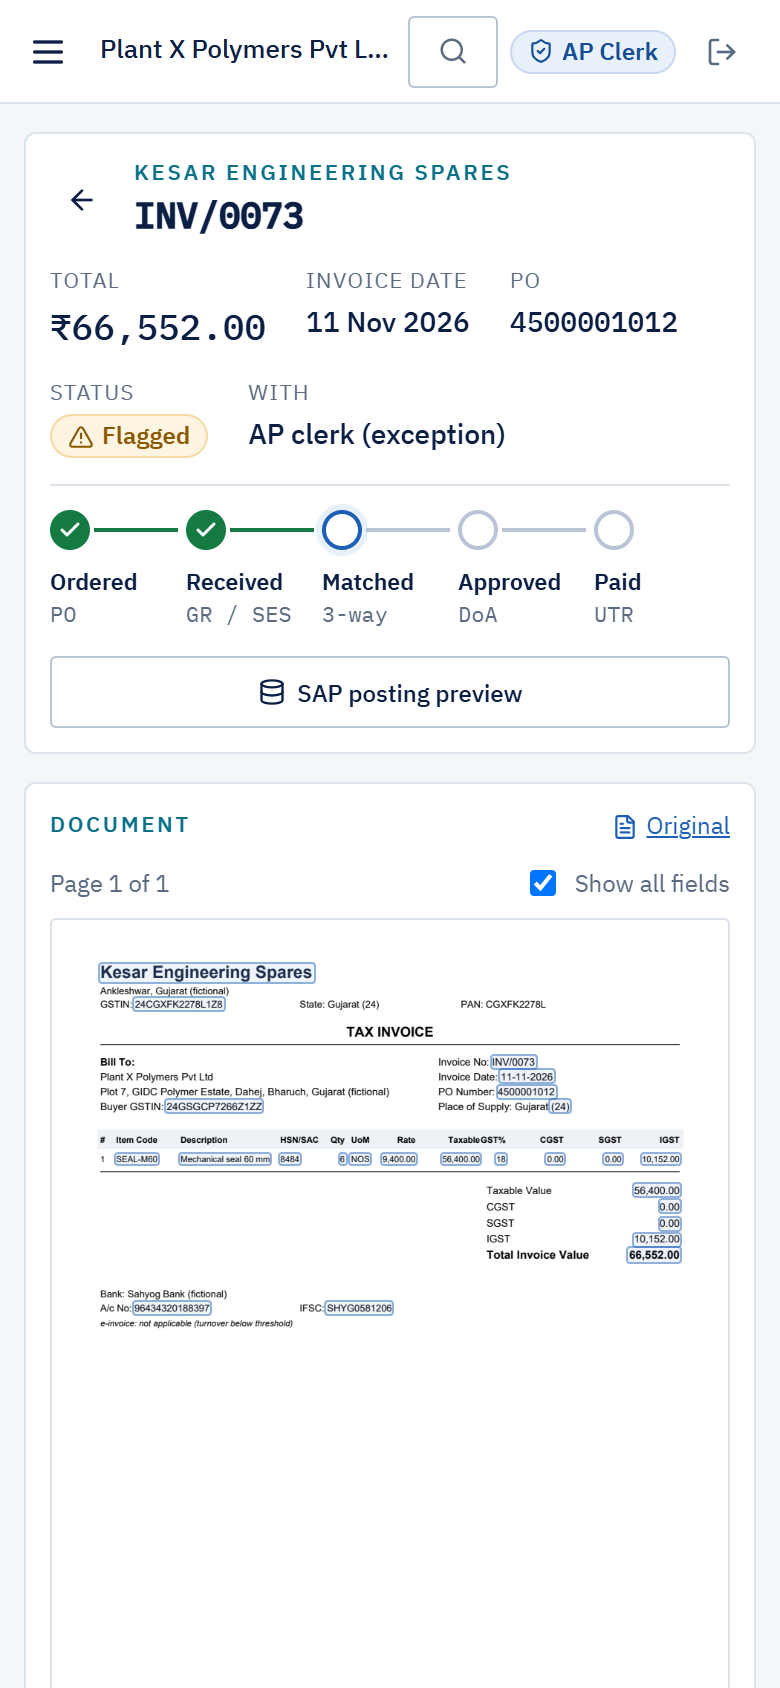 Plant X Polymers Pvt L...
AP Clerk
KESAR ENGINEERING SPARES
INV/0073
TOTAL INVOICE DATE PO
₹66,552.00 11 Nov 2026 4500001012
STATUS WITH
Flagged AP clerk (exception)
Ordered Received Matched Approved Paid
PO GR / SES 3-way DoA UTR
SAP posting preview
DOCUMENT Original
Page 1 of 1 Show all fields
Kesar Engineering Spares
Ankleshwar, Gujarat (fictional)
GSTIN: 24CGXFK2278L1Z8 State: Gujarat (24) PAN: CGXFK2278L
TAX INVOICE
Bill To: Invoice No: INV/0073
Plant X Polymers Pvt Ltd Invoice Date: 11-11-2026
Plot 7, GIDC Polymer Estate, Dahej, Bharuch, Gujarat (fictional) PO Number: 4500001012
Buyer GSTIN: 24GSGCP7266Z1ZZ Place of Supply: Gujarat (24)
# Item Code Description HSN/SAC Qty UoM Rate Taxable GST% CGST SGST IGST
1 SEAL-M60 Mechanical seal 60 mm 8484 6 NOS 9,400.00 56,400.00 18 0.00 0.00 10,152.00
Taxable Value 56,400.00
CGST 0.00
SGST 0.00
IGST 10,152.00
Total Invoice Value 66,552.00
Bank: Sahyog Bank (fictional)
A/c No: 96434320188397 IFSC: SHYG0581206
e-invoice: not applicable (turnover below threshold)